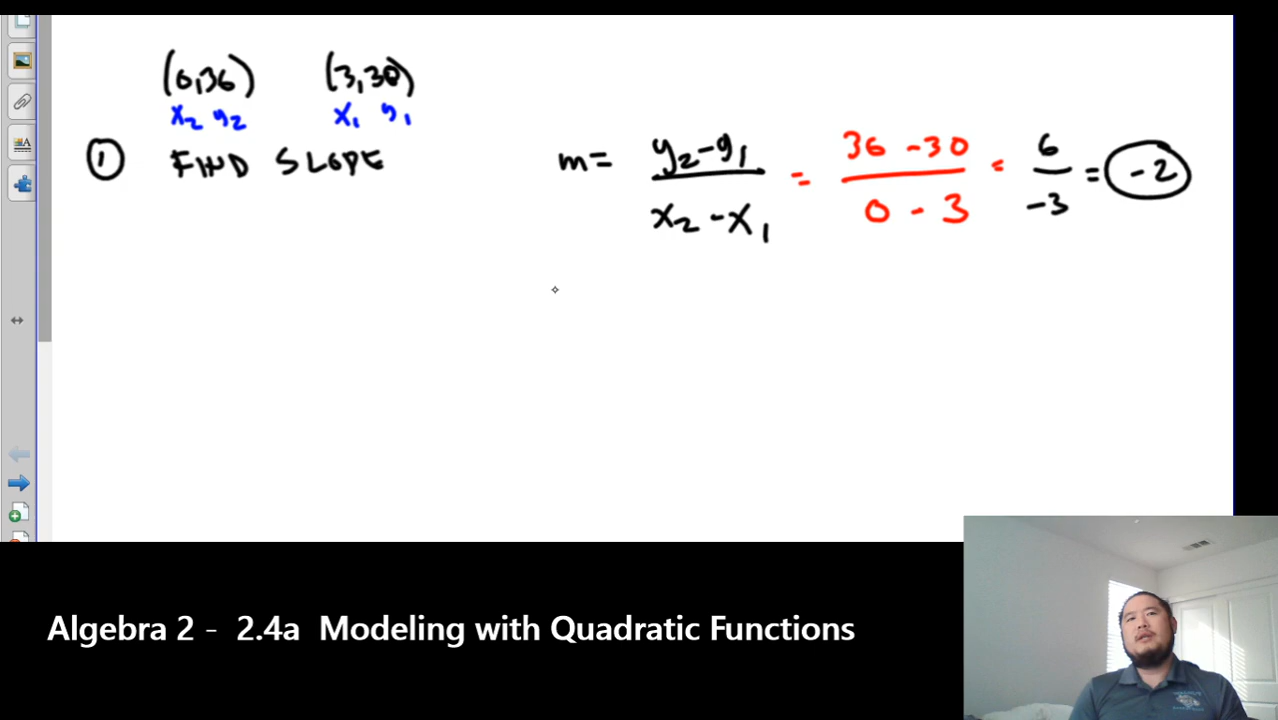 (0,36) (3,30)
x₂ y₂ x₁ y₁
① FIND SLOPE
m= y₂-y₁ / x₂-x₁ = 36-30 / 0-3 = 6/-3 = -2
Algebra 2 - 2.4a Modeling with Quadratic Functions